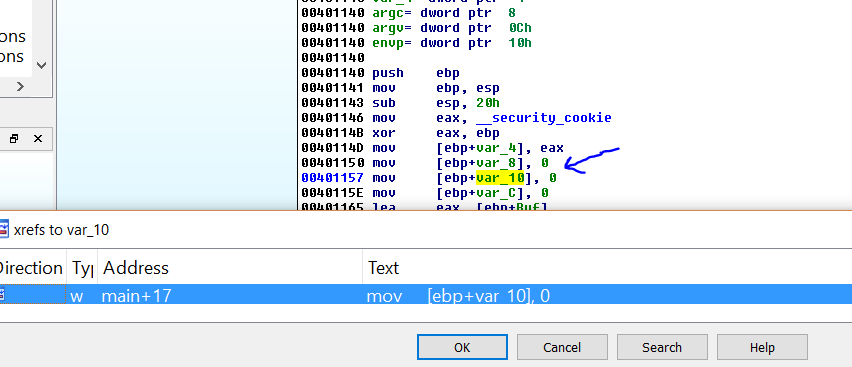 00401140 argc= dword ptr 8
00401140 argv= dword ptr 0Ch
00401140 envp= dword ptr 10h
00401140
00401140 push ebp
00401141 mov ebp, esp
00401143 sub esp, 20h
00401146 mov eax, __security_cookie
0040114B xor eax, ebp
0040114D mov [ebp+var_4], eax
00401150 mov [ebp+var_8], 0
00401157 mov [ebp+var_10], 0
0040115E mov [ebp+var_C], 0
00401165 lea eax, [ebp+Buf]
ons
ons
xrefs to var_10
Direction Typ Address Text
w main+17 mov [ebp+var_10], 0
OK Cancel Search Help